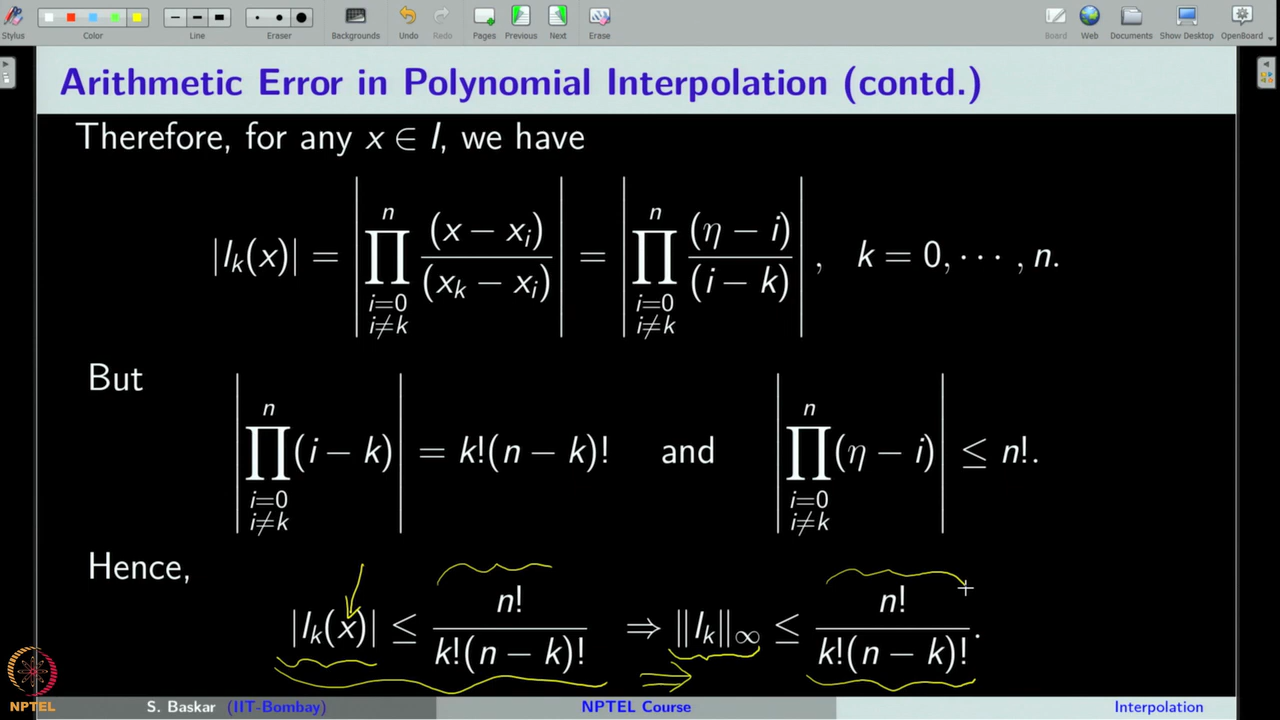 Stylus Color Line Eraser Backgrounds Undo Redo Pages Previous Next Erase Board Web Documents Show Desktop OpenBoard
Arithmetic Error in Polynomial Interpolation (contd.)
Therefore, for any x ∈ I, we have
|l_k(x)| = |∏_{i=0, i≠k}^{n} (x − x_i)/(x_k − x_i)| = |∏_{i=0, i≠k}^{n} (η − i)/(i − k)|, k = 0, ⋯ , n.
But
|∏_{i=0, i≠k}^{n} (i − k)| = k!(n − k)! and |∏_{i=0, i≠k}^{n} (η − i)| ≤ n!.
Hence,
|l_k(x)| ≤ n!/(k!(n − k)!) ⇒ ‖l_k‖_∞ ≤ n!/(k!(n − k)!).
NPTEL
S. Baskar (IIT-Bombay) NPTEL Course Interpolation